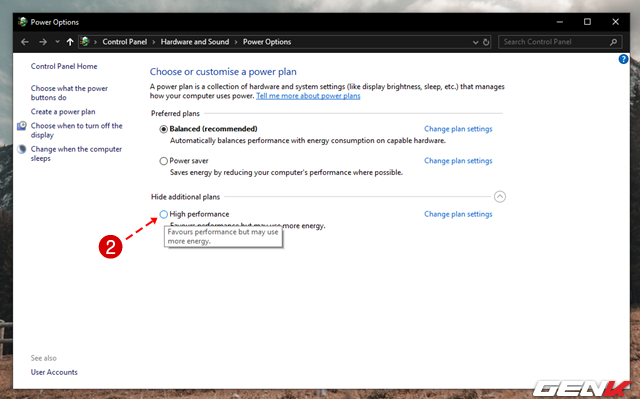 Power Options
Control Panel > Hardware and Sound > Power Options
Search Control Panel
?
Control Panel Home
Choose what the power
buttons do
Create a power plan
Choose when to turn off the
display
Change when the computer
sleeps
Choose or customise a power plan
A power plan is a collection of hardware and system settings (like display brightness, sleep, etc.) that manages
how your computer uses power. Tell me more about power plans
Preferred plans
Balanced (recommended) Change plan settings
Automatically balances performance with energy consumption on capable hardware.
Power saver Change plan settings
Saves energy by reducing your computer's performance where possible.
Hide additional plans
High performance Change plan settings
Favours performance but may use more energy.
Favours performance but may use
more energy.
2
See also
User Accounts
GENK